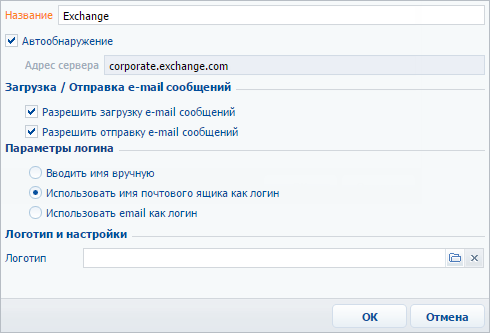 Название Exchange
Автообнаружение
Адрес сервера corporate.exchange.com
Загрузка / Отправка e-mail сообщений
Разрешить загрузку e-mail сообщений
Разрешить отправку e-mail сообщений
Параметры логина
Вводить имя вручную
Использовать имя почтового ящика как логин
Использовать email как логин
Логотип и настройки
Логотип
ОК Отмена